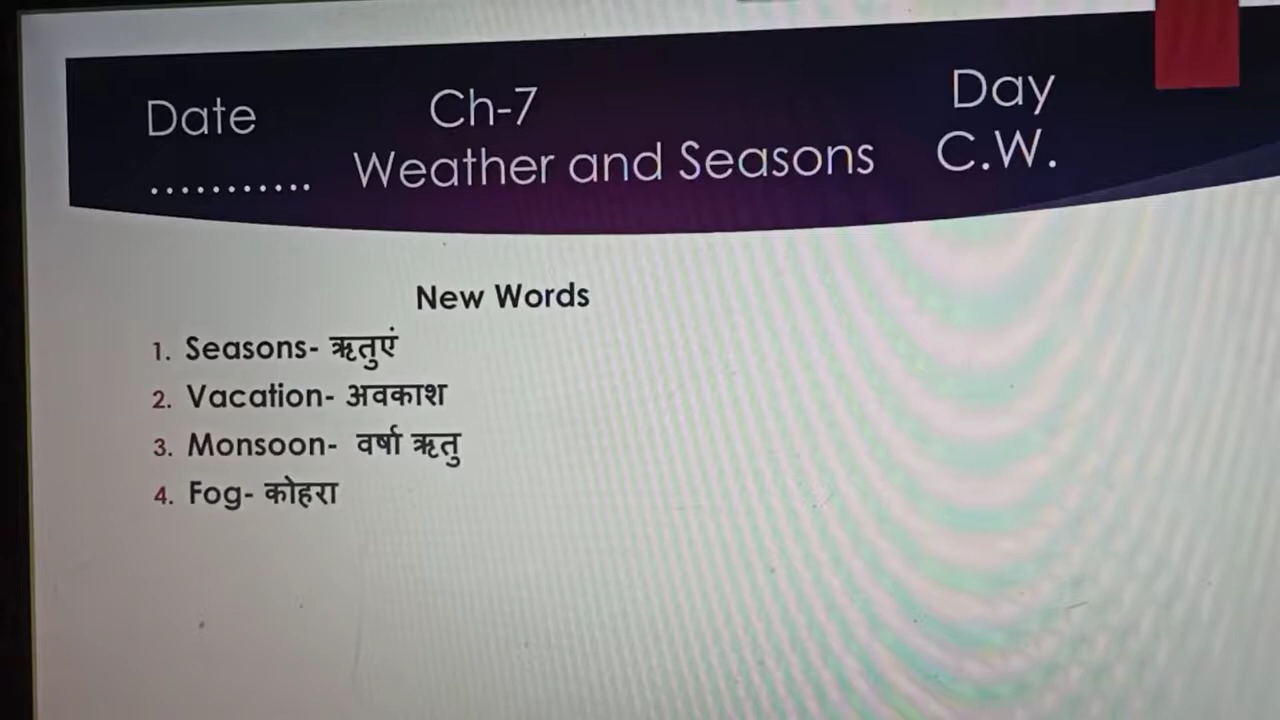 Date Ch-7 Day
........... Weather and Seasons C.W.
New Words
1. Seasons- ऋतुएं
2. Vacation- अवकाश
3. Monsoon- वर्षा ऋतु
4. Fog- कोहरा